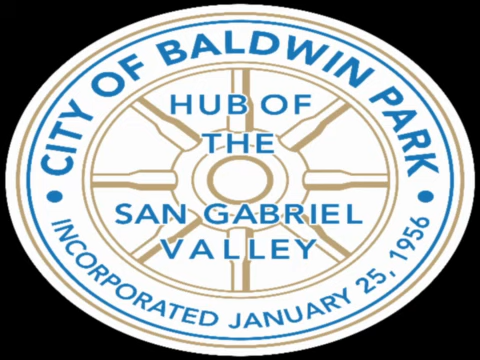 CITY OF BALDWIN PARK
HUB OF
THE
SAN GABRIEL
VALLEY
INCORPORATED JANUARY 25, 1956